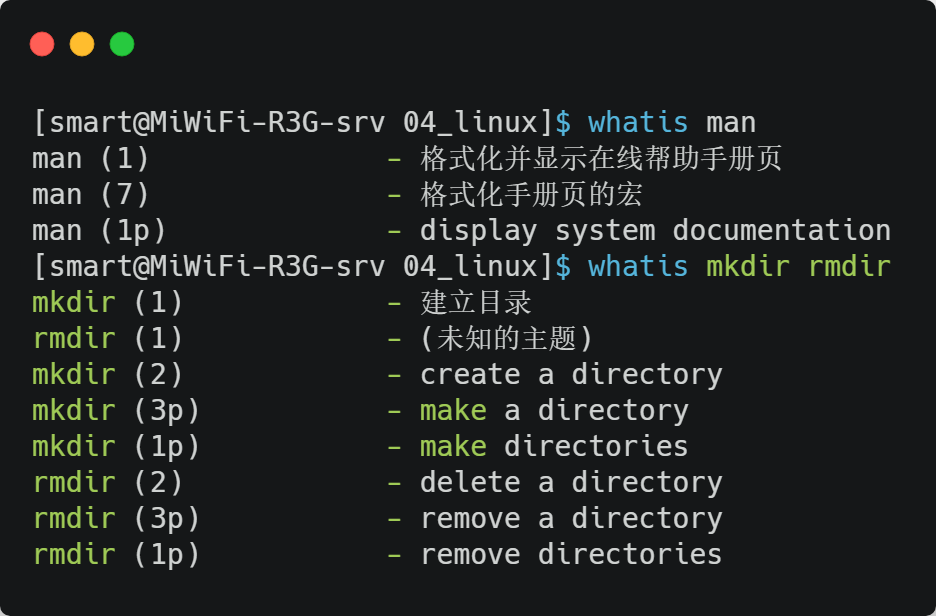 [smart@MiWiFi-R3G-srv 04_linux]$ whatis man
man (1)              - 格式化并显示在线帮助手册页
man (7)              - 格式化手册页的宏
man (1p)             - display system documentation
[smart@MiWiFi-R3G-srv 04_linux]$ whatis mkdir rmdir
mkdir (1)            - 建立目录
rmdir (1)            - (未知的主题)
mkdir (2)            - create a directory
mkdir (3p)           - make a directory
mkdir (1p)           - make directories
rmdir (2)            - delete a directory
rmdir (3p)           - remove a directory
rmdir (1p)           - remove directories